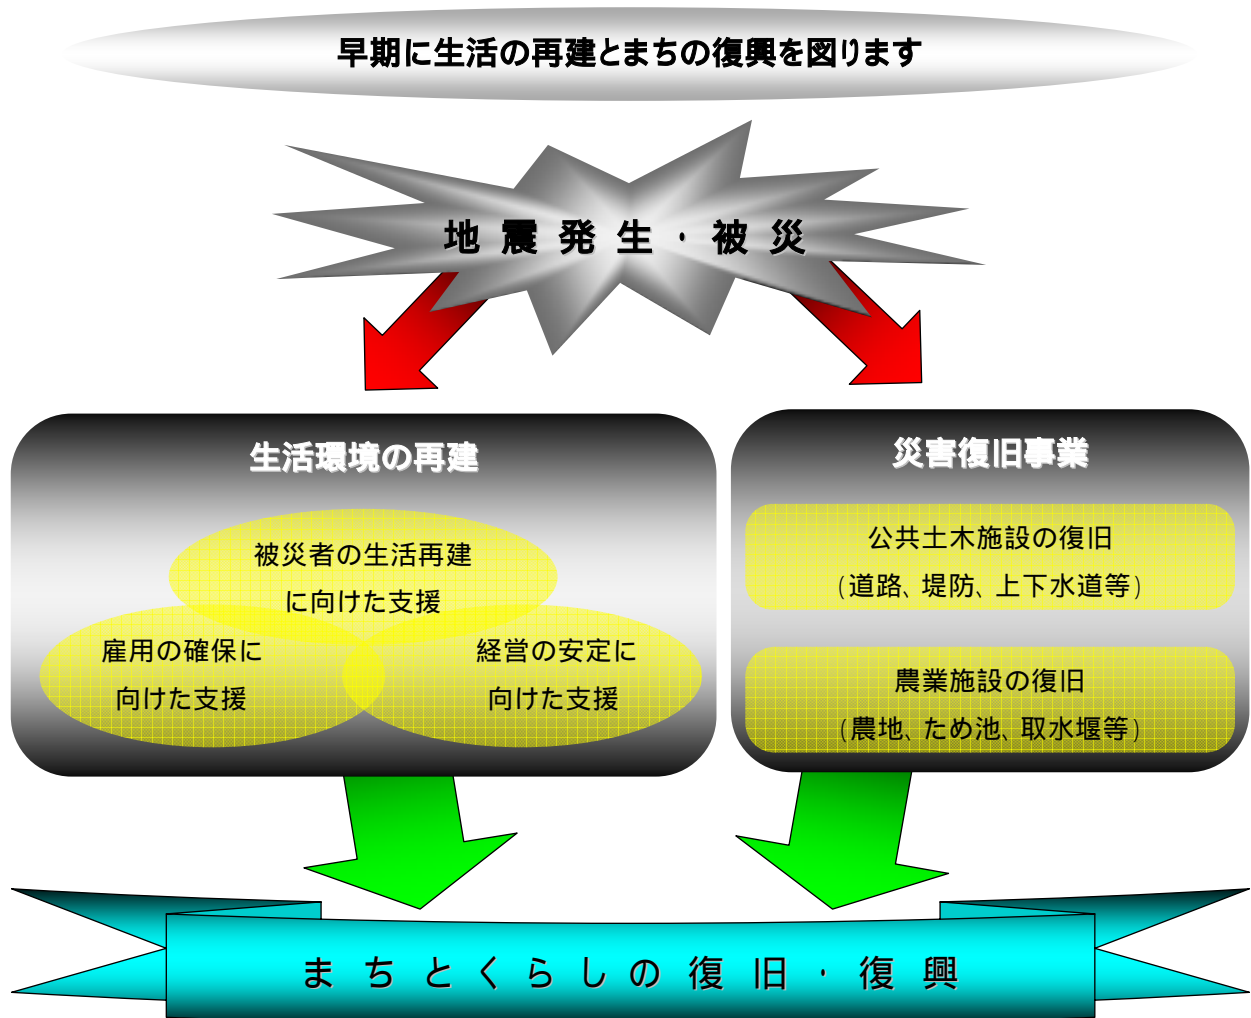 早期に生活の再建とまちの復興を図ります
地震発生・被災
生活環境の再建
被災者の生活再建
に向けた支援
雇用の確保に
向けた支援
経営の安定に
向けた支援
災害復旧事業
公共土木施設の復旧
(道路、堤防、上下水道等)
農業施設の復旧
(農地、ため池、取水堰等)
まちとくらしの復旧・復興